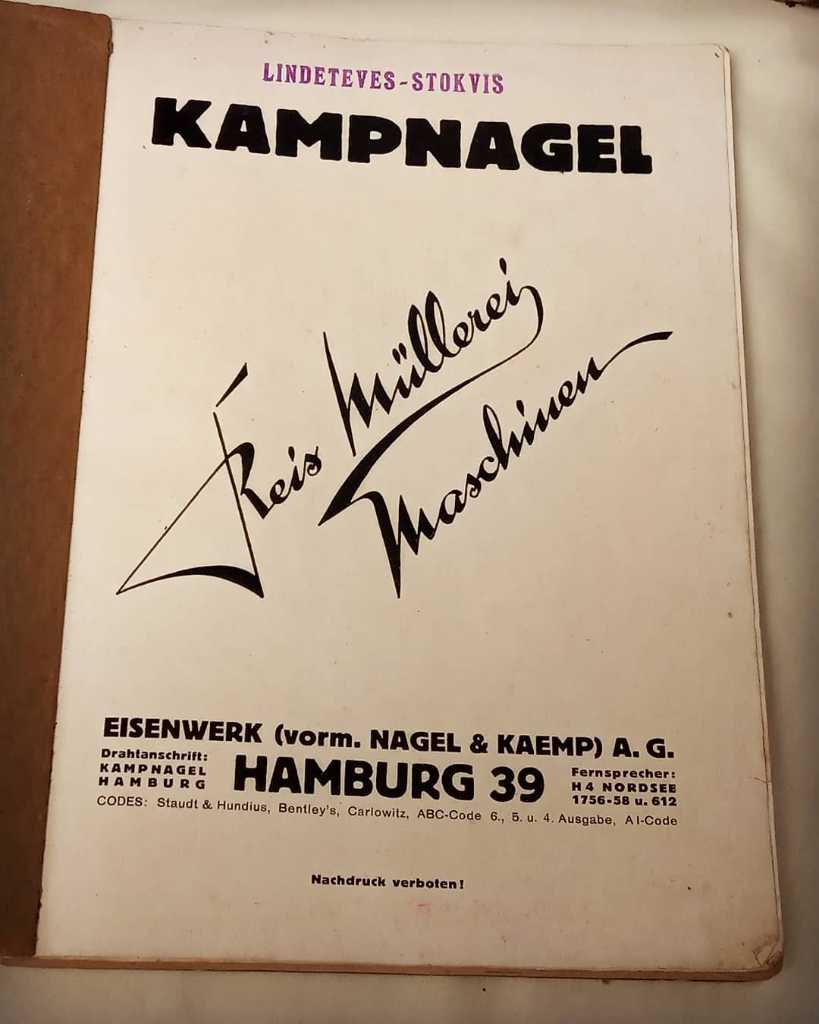 LINDETEVES-STOKVIS
KAMPNAGEL
Reis Müllerei
Maschinen
EISENWERK (vorm. NAGEL & KAEMP) A. G.
Drahtanschrift:
KAMPNAGEL
HAMBURG
HAMBURG 39
Fernsprecher:
H4 NORDSEE
1756-58 u. 612
CODES: Staudt & Hundius, Bentley's, Carlowitz, ABC-Code 6., 5. u. 4. Ausgabe, A I-Code
Nachdruck verboten!